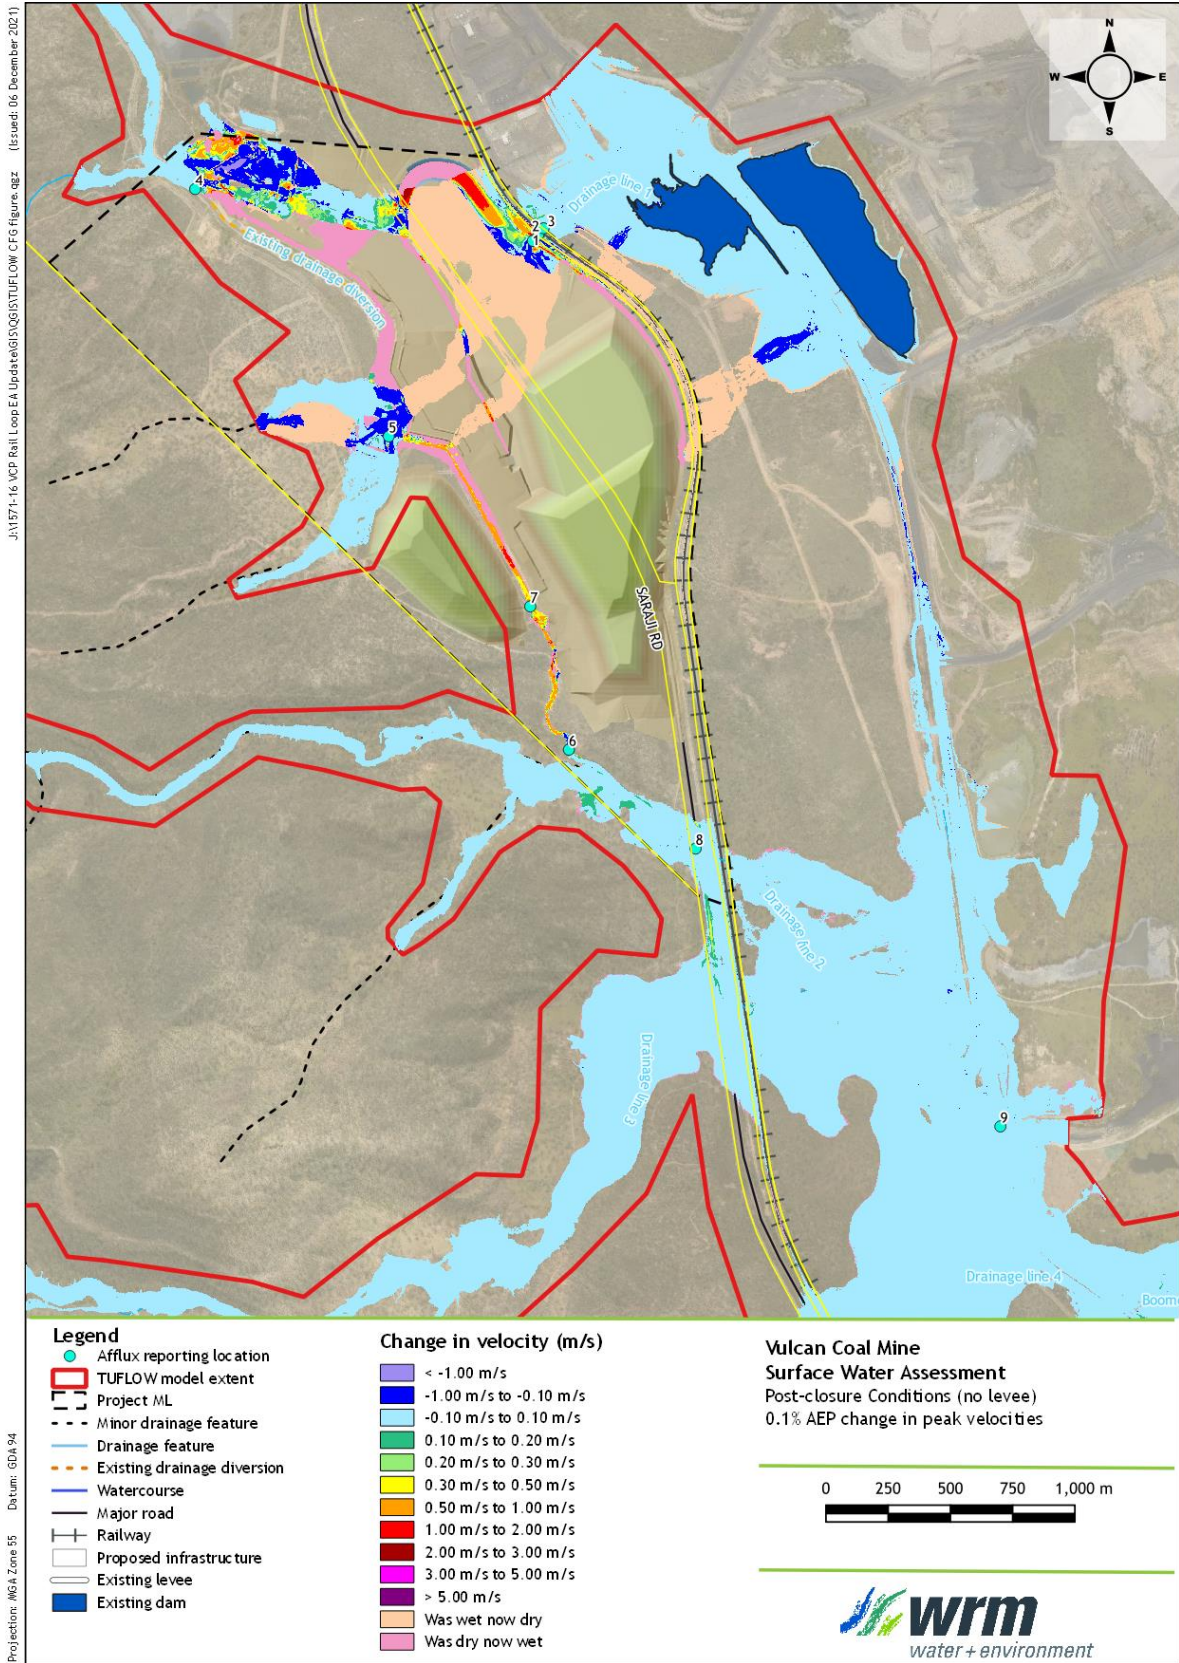 J:\1571-16 VCP Rail Loop EA Update\GIS\QGIS\TUFLOW CFG figure.qgz    (Issued: 06 December 2021)
N
W
E
S
Drainage line 1
4
3
2
1
Existing drainage diversion
5
7
SARAJI RD
6
8
Drainage line 2
Drainage line 3
9
Drainage line 4
Boom
Projection: MGA Zone 55    Datum: GDA 94
Legend
Afflux reporting location
TUFLOW model extent
Project ML
Minor drainage feature
Drainage feature
Existing drainage diversion
Watercourse
Major road
Railway
Proposed infrastructure
Existing levee
Existing dam
Change in velocity (m/s)
< -1.00 m/s
-1.00 m/s to -0.10 m/s
-0.10 m/s to 0.10 m/s
0.10 m/s to 0.20 m/s
0.20 m/s to 0.30 m/s
0.30 m/s to 0.50 m/s
0.50 m/s to 1.00 m/s
1.00 m/s to 2.00 m/s
2.00 m/s to 3.00 m/s
3.00 m/s to 5.00 m/s
> 5.00 m/s
Was wet now dry
Was dry now wet
Vulcan Coal Mine
Surface Water Assessment
Post-closure Conditions (no levee)
0.1% AEP change in peak velocities
0 250 500 750 1,000 m
wrm
water + environment